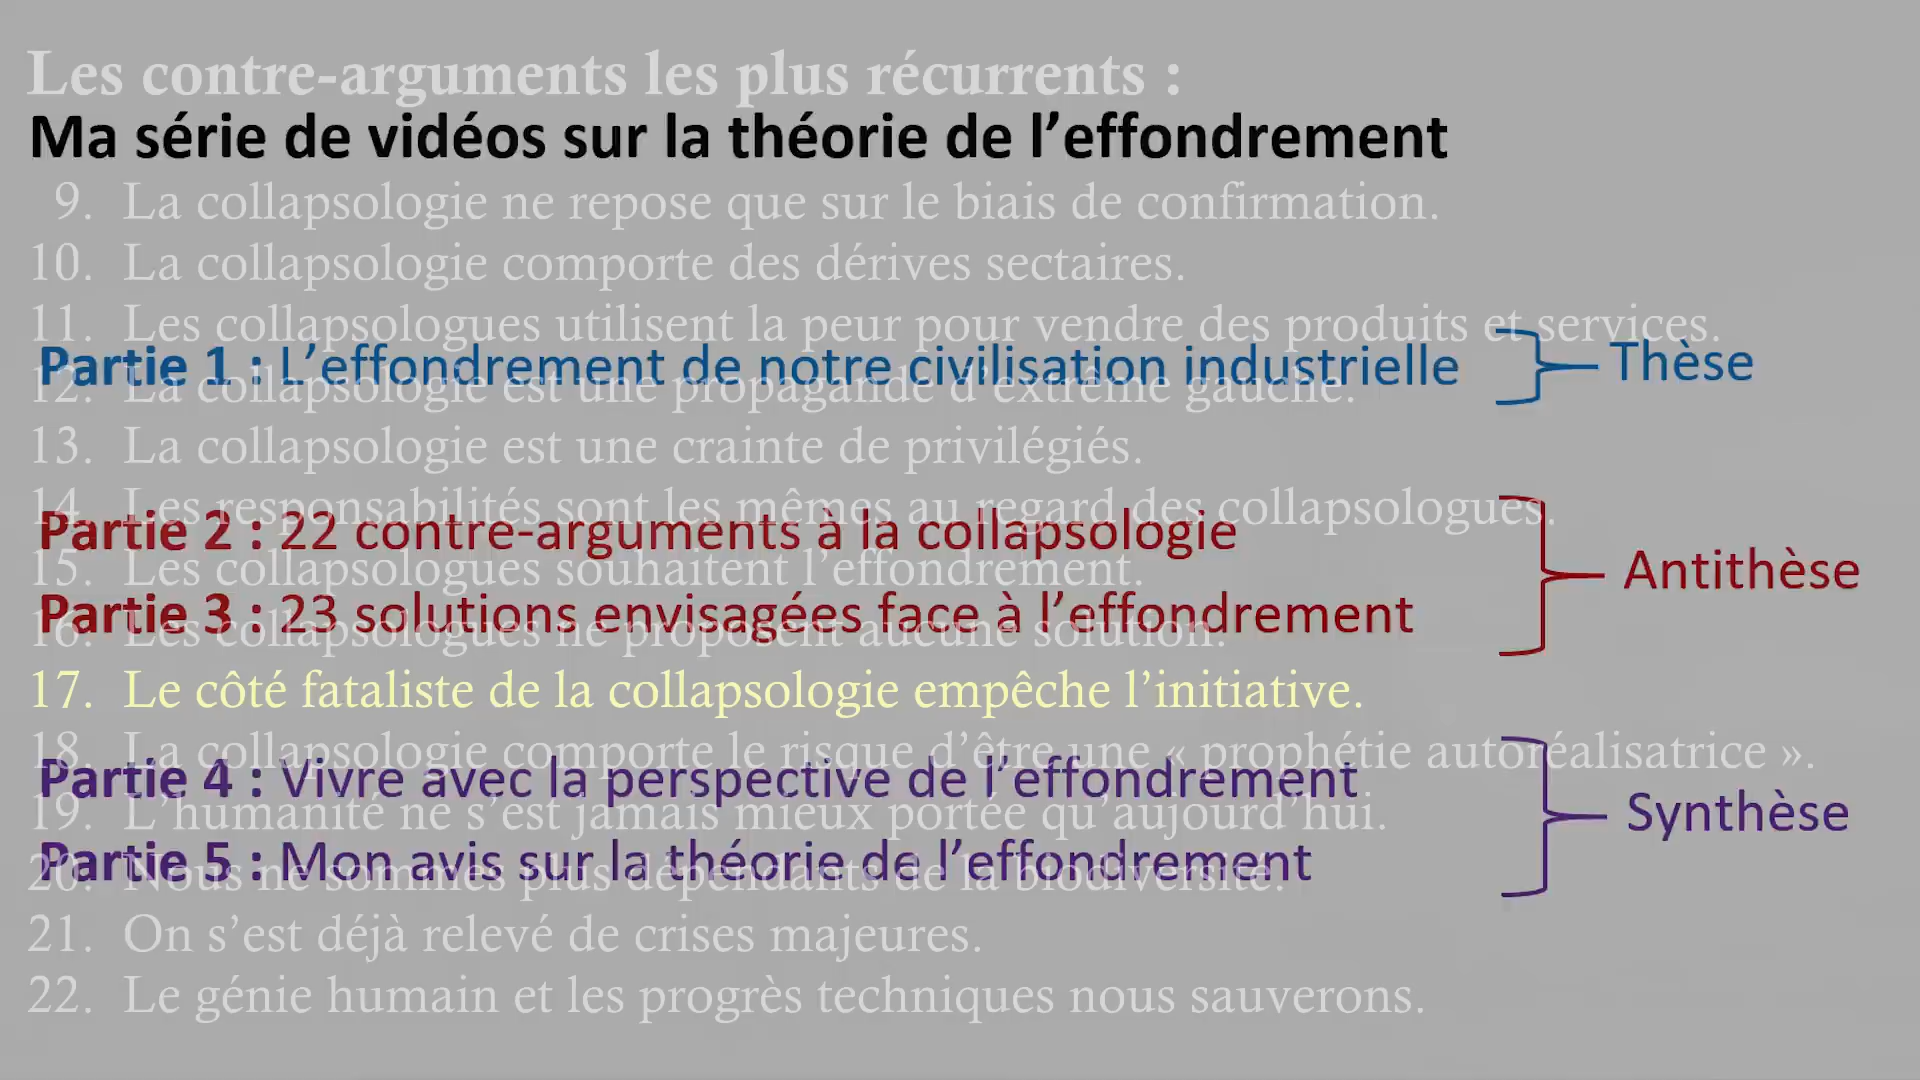 Les contre-arguments les plus récurrents :
Ma série de vidéos sur la théorie de l’effondrement
9. La collapsologie ne repose que sur le biais de confirmation.
10. La collapsologie comporte des dérives sectaires.
11. Les collapsologues utilisent la peur pour vendre des produits et services.
Partie 1 : L’effondrement de notre civilisation industrielle
Thèse
12. La collapsologie est une propagande d’extrême gauche.
13. La collapsologie est une crainte de privilégiés.
14. Les responsabilités sont les mêmes au regard des collapsologues.
Partie 2 : 22 contre-arguments à la collapsologie
Antithèse
15. Les collapsologues souhaitent l’effondrement.
Partie 3 : 23 solutions envisagées face à l’effondrement
16. Les collapsologues ne proposent aucune solution.
17. Le côté fataliste de la collapsologie empêche l’initiative.
18. La collapsologie comporte le risque d’être une « prophétie autoréalisatrice ».
Partie 4 : Vivre avec la perspective de l’effondrement
Synthèse
19. L’humanité ne s’est jamais mieux portée qu’aujourd’hui.
Partie 5 : Mon avis sur la théorie de l’effondrement
20. Nous ne sommes plus dépendants de la biodiversité.
21. On s’est déjà relevé de crises majeures.
22. Le génie humain et les progrès techniques nous sauverons.